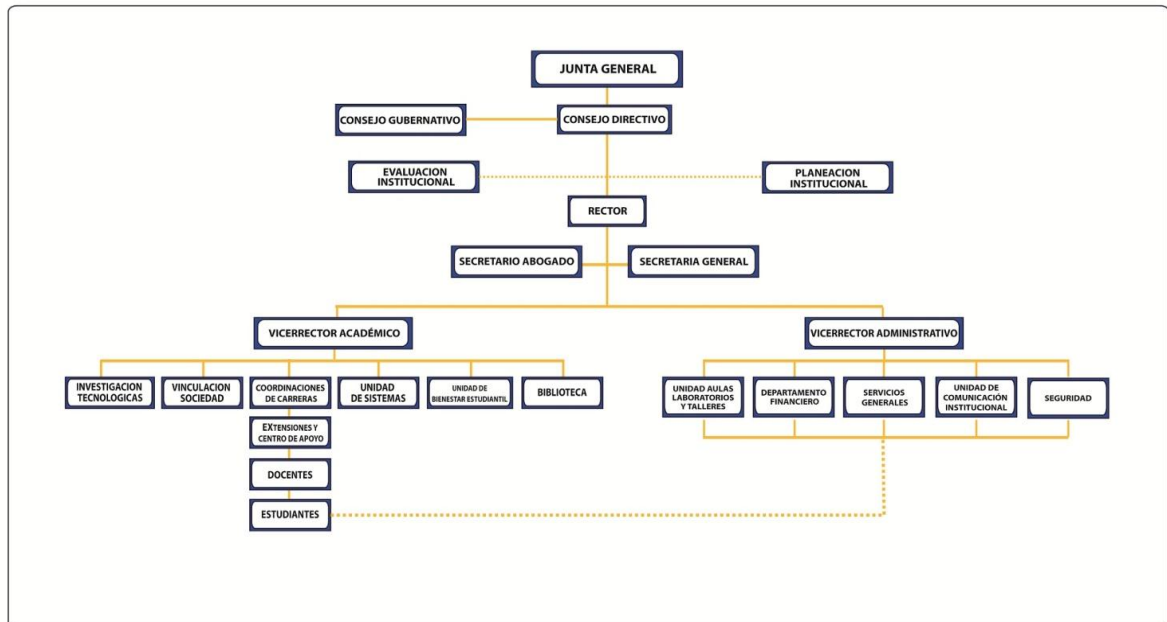 JUNTA GENERAL
CONSEJO GUBERNATIVO
CONSEJO DIRECTIVO
EVALUACION
INSTITUCIONAL
PLANEACION
INSTITUCIONAL
RECTOR
SECRETARIO ABOGADO
SECRETARIA GENERAL
VICERRECTOR ACADÉMICO
VICERRECTOR ADMINISTRATIVO
INVESTIGACION
TECNOLOGICAS
VINCULACION
SOCIEDAD
COORDINACIONES
DE CARRERAS
UNIDAD
DE SISTEMAS
UNIDAD DE
BIENESTAR ESTUDIANTIL
BIBLIOTECA
UNIDAD AULAS
LABORATORIOS
Y TALLERES
DEPARTAMENTO
FINANCIERO
SERVICIOS
GENERALES
UNIDAD DE
COMUNICACIÓN
INSTITUCIONAL
SEGURIDAD
EXTENSIONES Y
CENTRO DE APOYO
DOCENTES
ESTUDIANTES